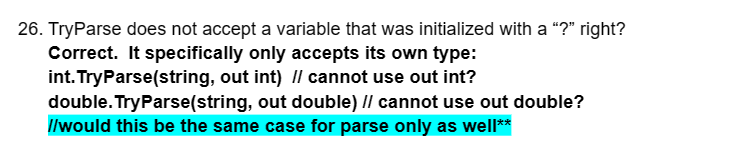 26. TryParse does not accept a variable that was initialized with a “?” right?
Correct.  It specifically only accepts its own type:
int.TryParse(string, out int)  // cannot use out int?
double.TryParse(string, out double) // cannot use out double?
//would this be the same case for parse only as well**